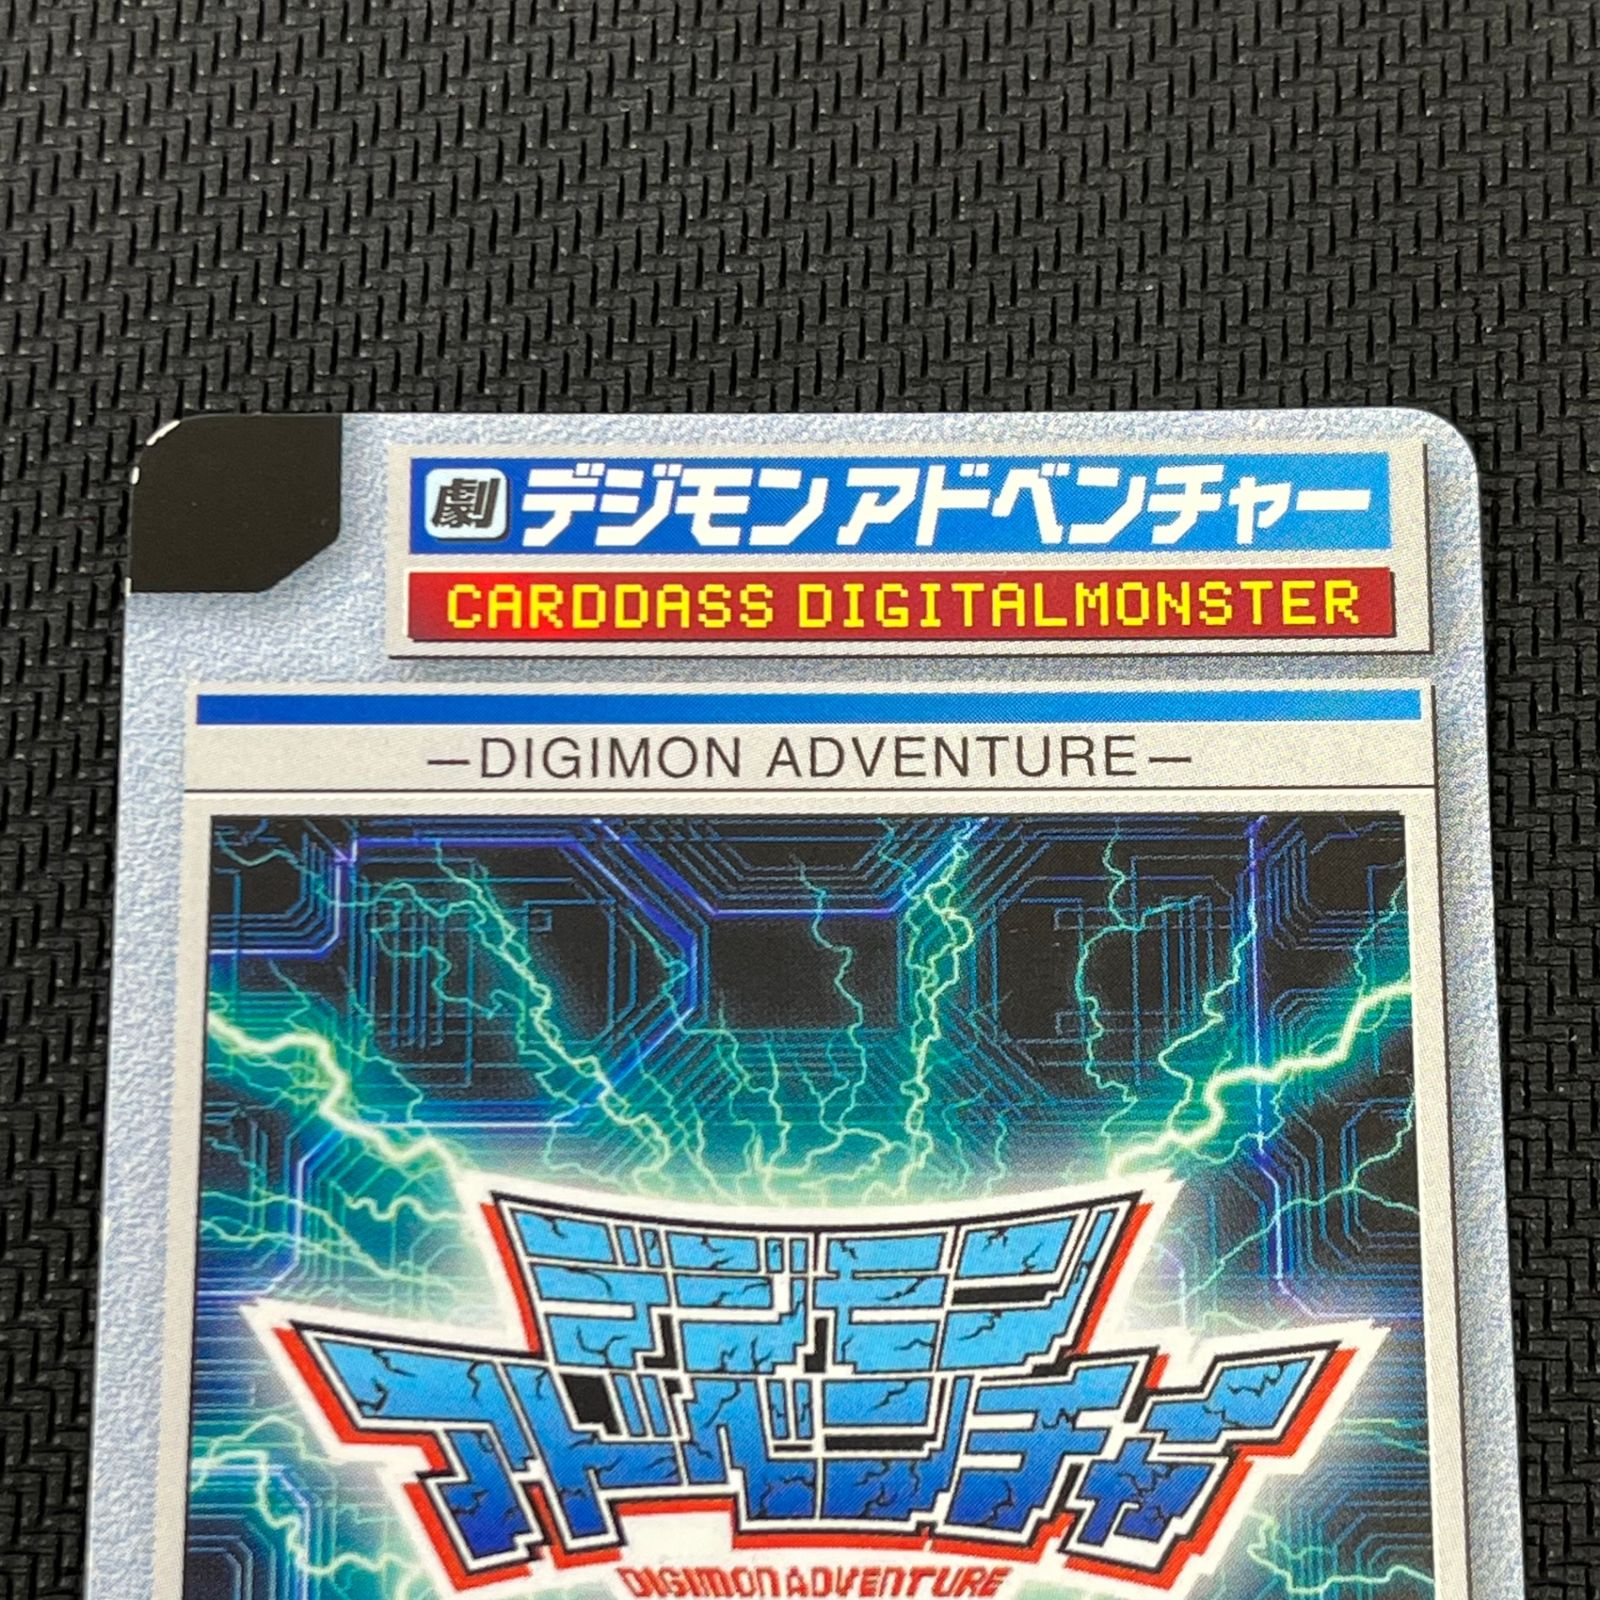 劇 デジモン アドベンチャー
CARDDASS DIGITALMONSTER
—DIGIMON ADVENTURE—
デジモン
アドベンチャー
DIGIMON ADVENTURE